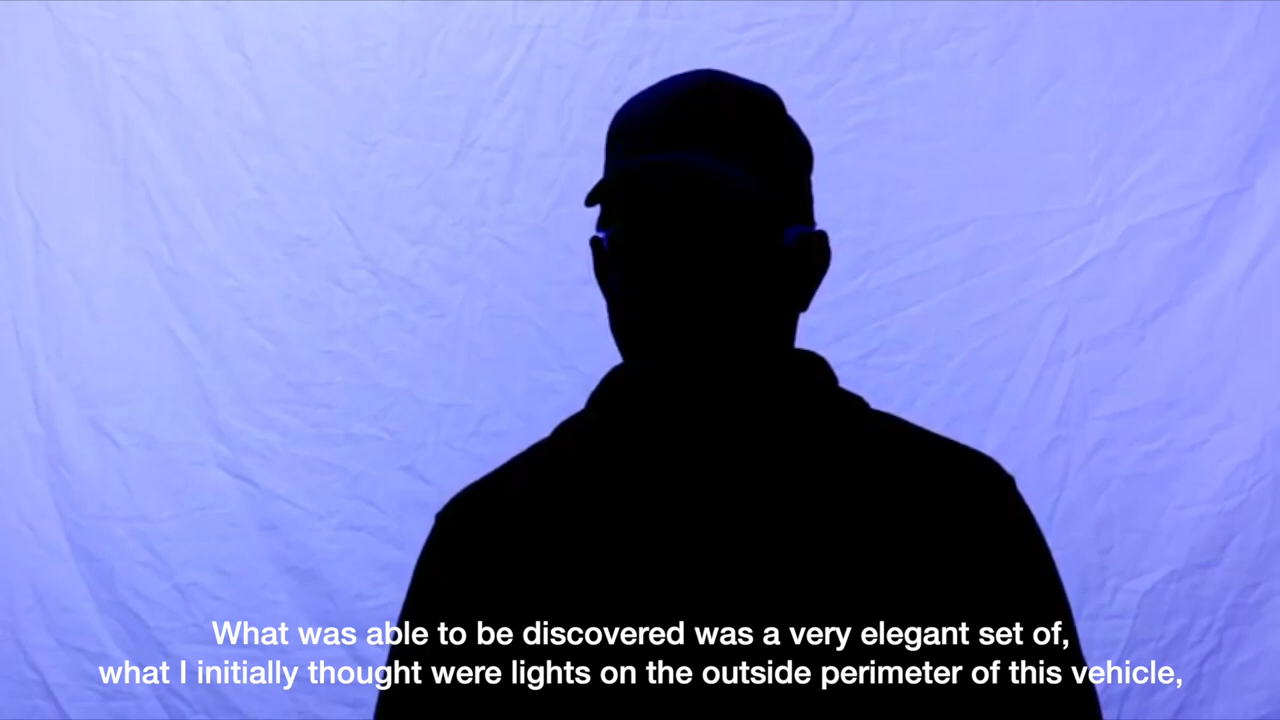 What was able to be discovered was a very elegant set of,
what I initially thought were lights on the outside perimeter of this vehicle,